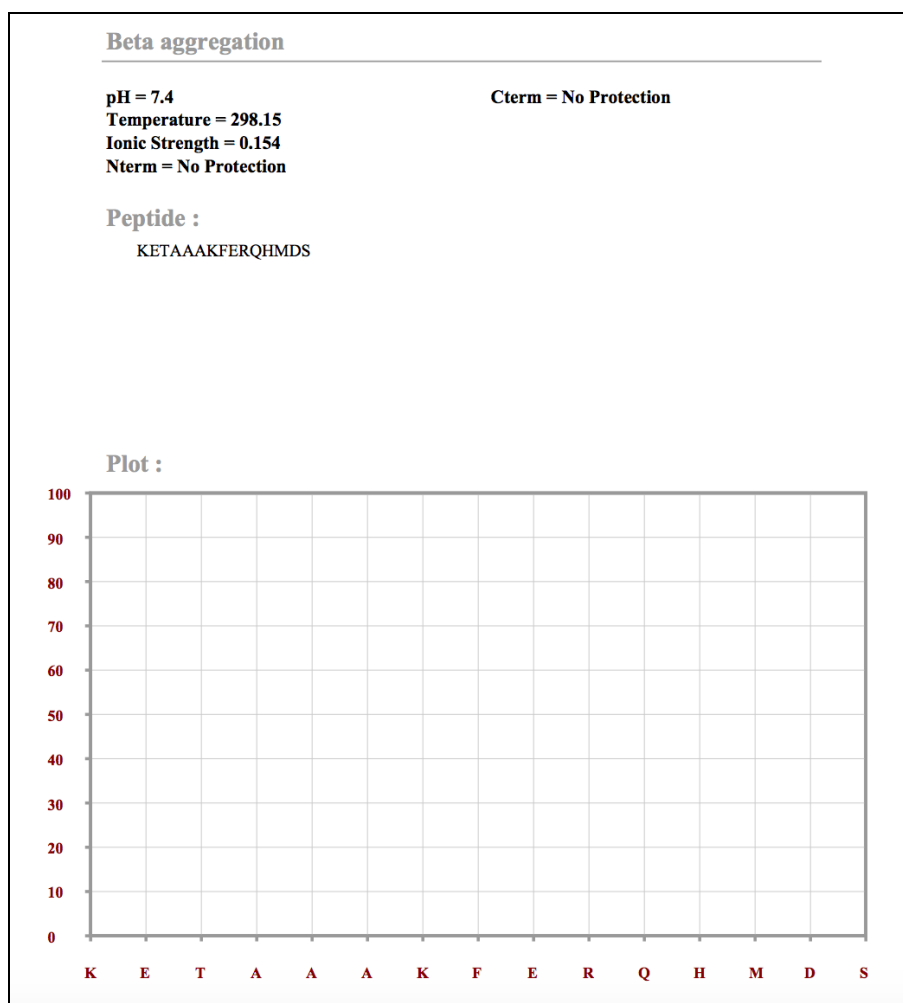 Beta aggregation
pH = 7.4 Cterm = No Protection
Temperature = 298.15
Ionic Strength = 0.154
Nterm = No Protection
Peptide :
KETAAAKFERQHMDS
Plot :
100
90
80
70
60
50
40
30
20
10
0
K E T A A A K F E R Q H M D S